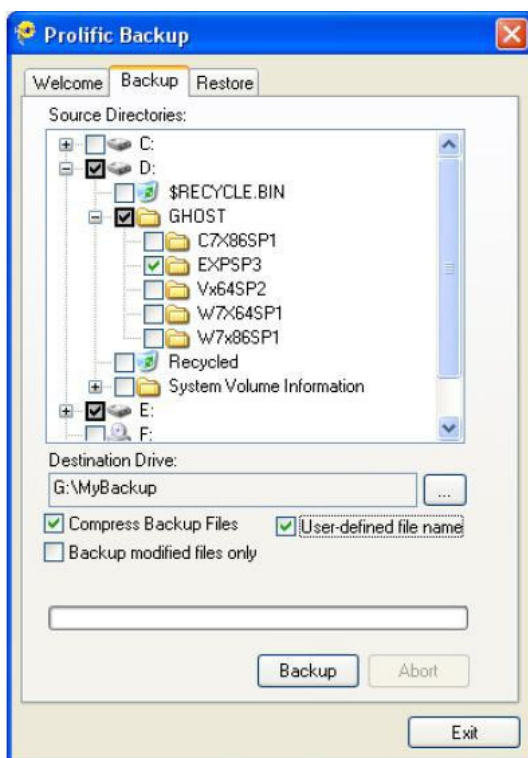 Prolific Backup
Welcome Backup Restore
Source Directories:
C:
D:
$RECYCLE.BIN
GHOST
C7X86SP1
EXPSP3
Vx64SP2
W7X64SP1
W7x86SP1
Recycled
System Volume Information
E:
F:
Destination Drive:
G:\MyBackup ...
Compress Backup Files User-defined file name
Backup modified files only
Backup Abort
Exit